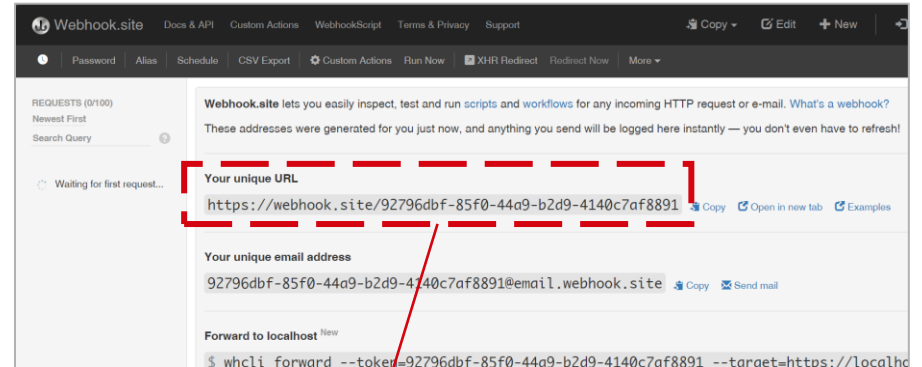 Webhook.site Docs & API Custom Actions WebhookScript Terms & Privacy Support Copy Edit New
Password Alias Schedule CSV Export Custom Actions Run Now XHR Redirect Redirect Now More
REQUESTS (0/100)
Newest First
Search Query
Waiting for first request...
Webhook.site lets you easily inspect, test and run scripts and workflows for any incoming HTTP request or e-mail. What's a webhook?
These addresses were generated for you just now, and anything you send will be logged here instantly — you don't even have to refresh!
Your unique URL
https://webhook.site/92796dbf-85f0-44a9-b2d9-4140c7af8891 Copy Open in new tab Examples
Your unique email address
92796dbf-85f0-44a9-b2d9-4140c7af8891@email.webhook.site Copy Send mail
Forward to localhost New
$ whcli forward --token=92796dbf-85f0-44a9-b2d9-4140c7af8891 --target=https://localho